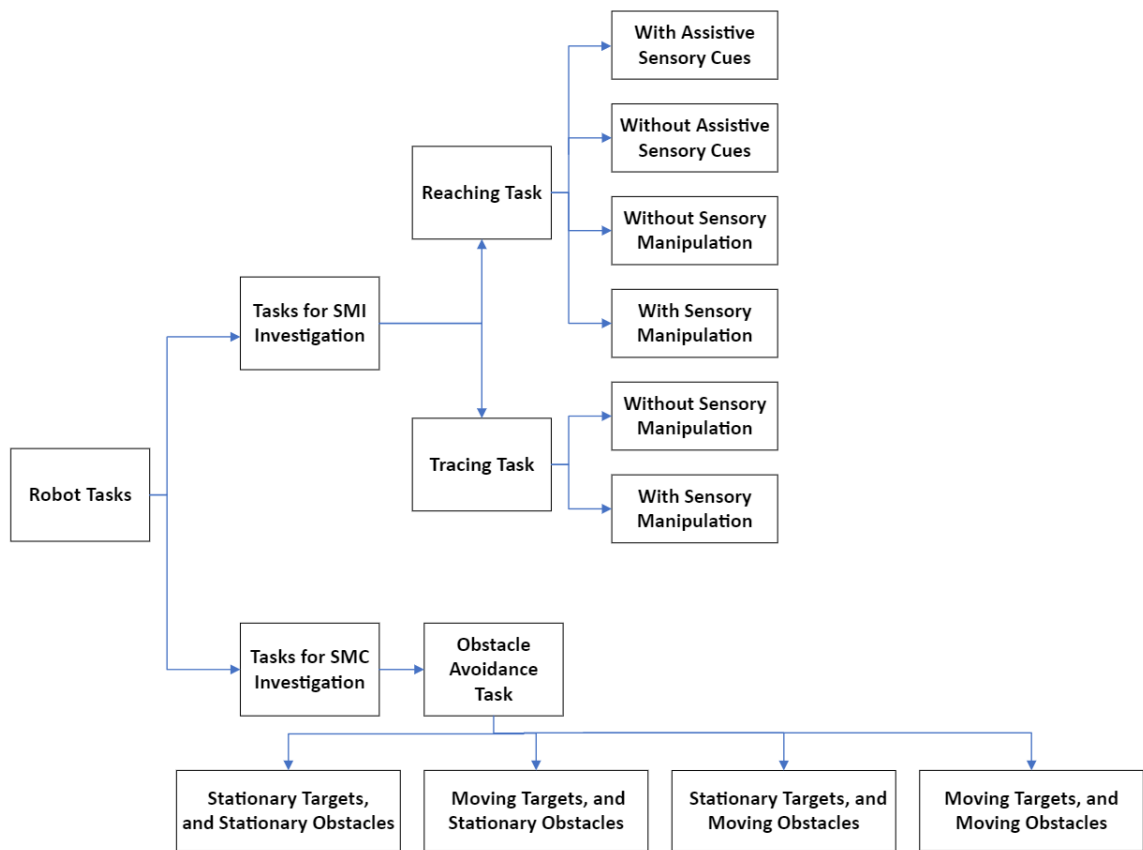 With Assistive
Sensory Cues
Without Assistive
Sensory Cues
Reaching Task
Without Sensory
Manipulation
Tasks for SMI
Investigation
With Sensory
Manipulation
Without Sensory
Manipulation
Tracing Task
Robot Tasks
With Sensory
Manipulation
Tasks for SMC
Investigation
Obstacle
Avoidance
Task
Stationary Targets,
and Stationary Obstacles
Moving Targets, and
Stationary Obstacles
Stationary Targets, and
Moving Obstacles
Moving Targets, and
Moving Obstacles